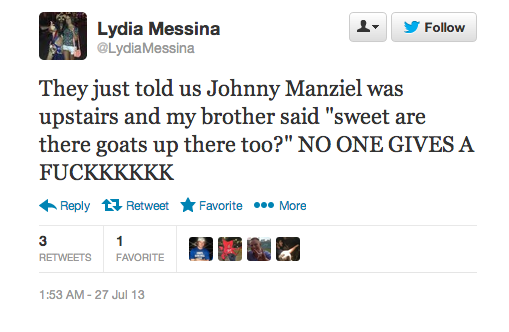 Lydia Messina
@LydiaMessina
Follow
They just told us Johnny Manziel was
upstairs and my brother said "sweet are
there goats up there too?" NO ONE GIVES A
FUCKKKKKK
Reply Retweet Favorite More
3 RETWEETS 1 FAVORITE
1:53 AM - 27 Jul 13